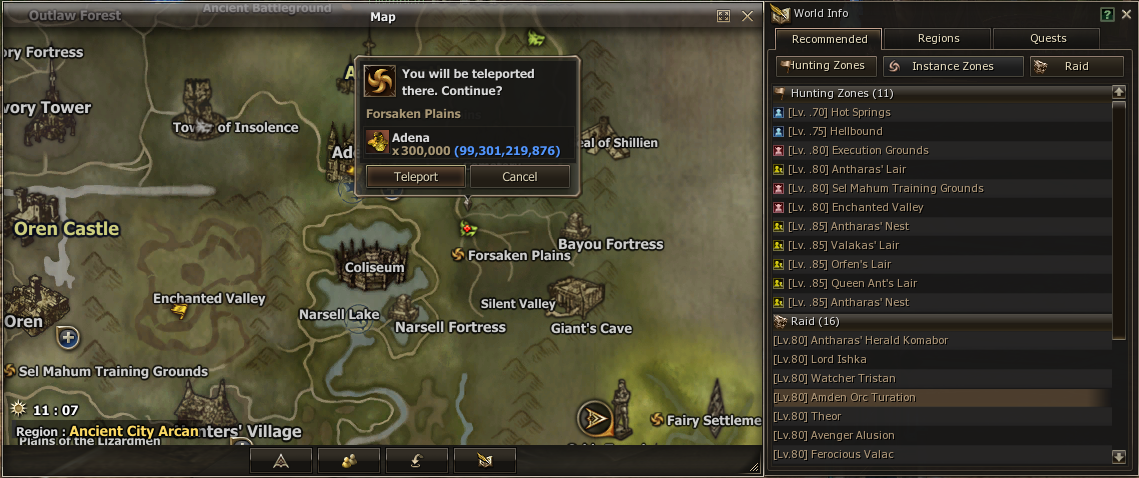 Outlaw Forest
Ancient Battleground
Map
ory Fortress
You will be teleported
there. Continue?
Forsaken Plains
Adena
x 300,000 (99,301,219,876)
Teleport
Cancel
vory Tower
of Insolence
Ade
eal of Shillien
Oren Castle
Bayou Fortress
Forsaken Plains
Coliseum
Enchanted Valley
Silent Valley
Narsell Lake
Oren
Narsell Fortress
Giant's Cave
Sel Mahum Training Grounds
11 : 07
Region : Ancient City Arcan
nters' Village
Plains of the Lizardmen
Fairy Settleme
World Info
?
Recommended
Regions
Quests
Hunting Zones
Instance Zones
Raid
Hunting Zones (11)
[Lv. .70] Hot Springs
[Lv. .75] Hellbound
[Lv. .80] Execution Grounds
[Lv. .80] Antharas' Lair
[Lv. .80] Sel Mahum Training Grounds
[Lv. .80] Enchanted Valley
[Lv. .85] Antharas' Nest
[Lv. .85] Valakas' Lair
[Lv. .85] Orfen's Lair
[Lv. .85] Queen Ant's Lair
[Lv. .85] Antharas' Nest
Raid (16)
[Lv.80] Antharas' Herald Komabor
[Lv.80] Lord Ishka
[Lv.80] Watcher Tristan
[Lv.80] Amden Orc Turation
[Lv.80] Theor
[Lv.80] Avenger Alusion
[Lv.80] Ferocious Valac